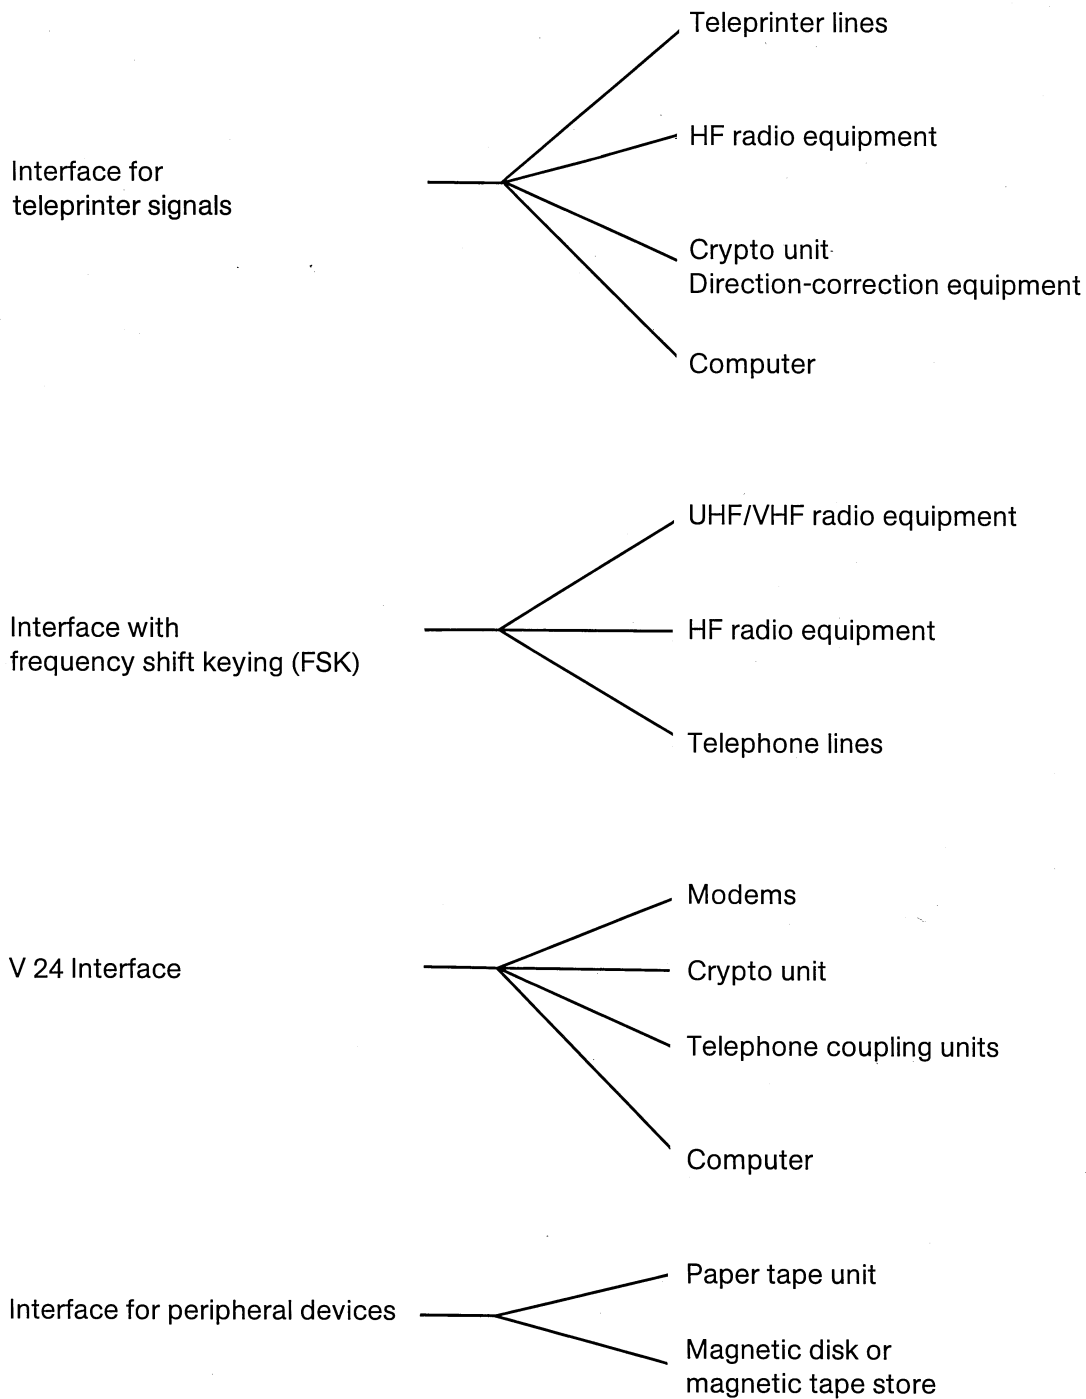 Teleprinter lines
HF radio equipment
Interface for
teleprinter signals
Crypto unit
Direction-correction equipment
Computer
UHF/VHF radio equipment
Interface with
frequency shift keying (FSK)
HF radio equipment
Telephone lines
Modems
V 24 Interface
Crypto unit
Telephone coupling units
Computer
Paper tape unit
Interface for peripheral devices
Magnetic disk or
magnetic tape store